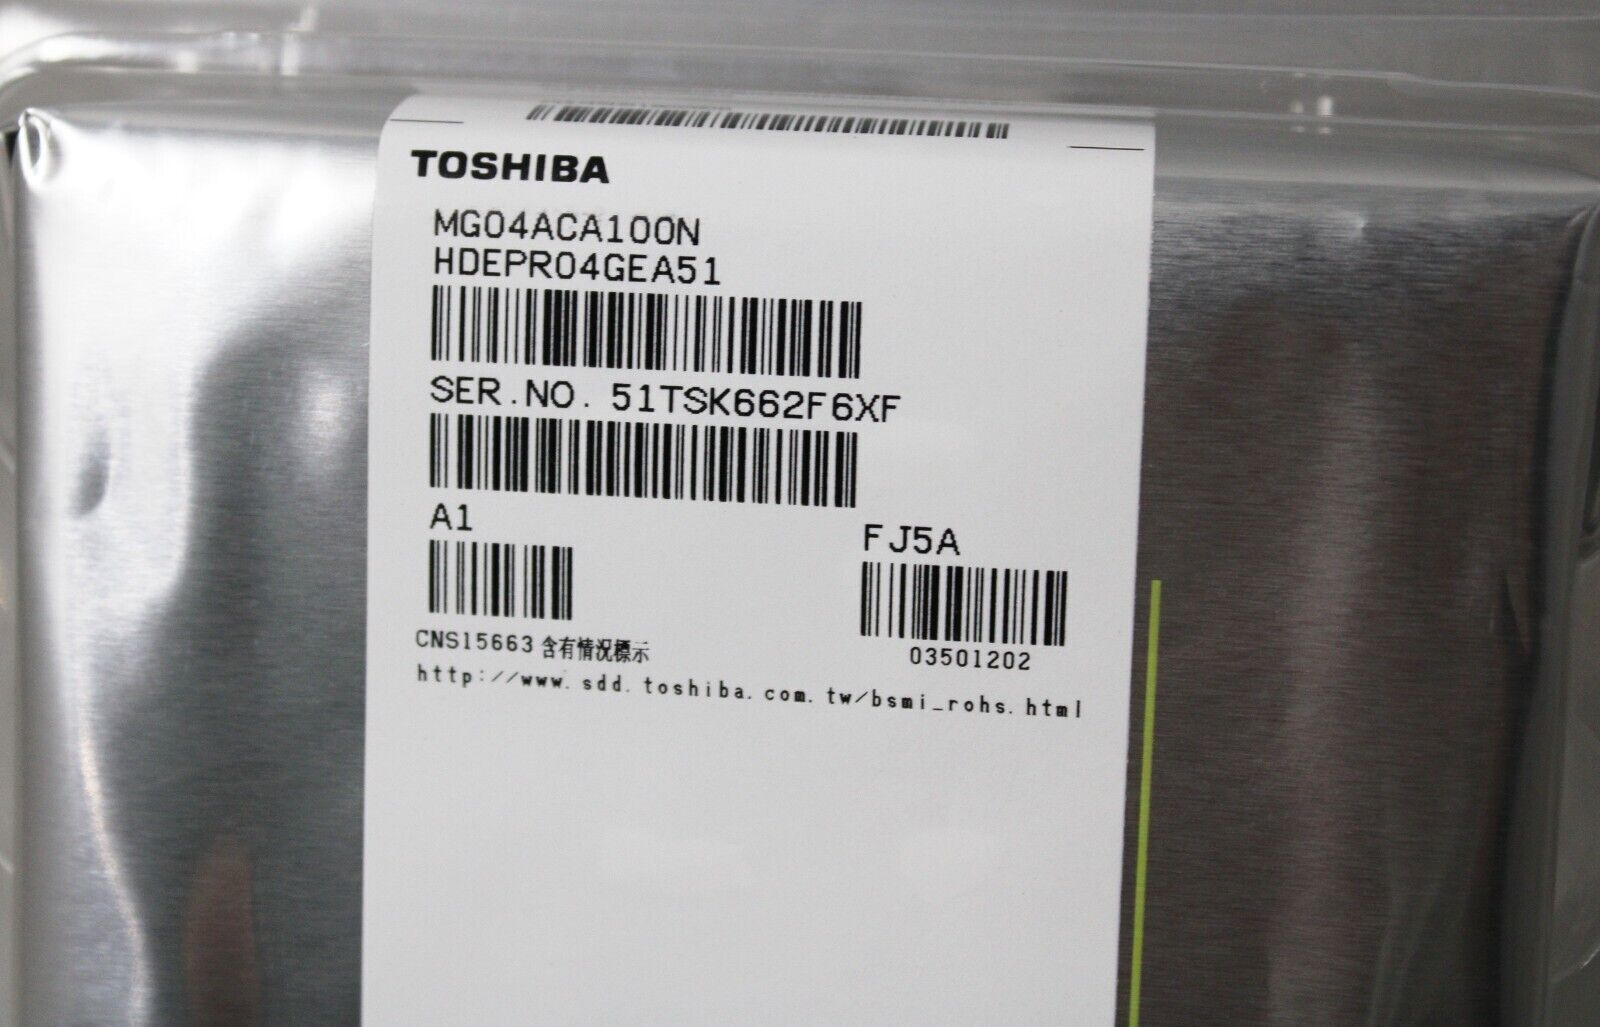 TOSHIBA
MG04ACA100N
HDEPR04GEA51
SER.NO. 51TSK662F6XF
A1
FJ5A
03501202
CNS15663 含有情況標示
http://www.sdd.toshiba.com.tw/bsmi_rohs.html